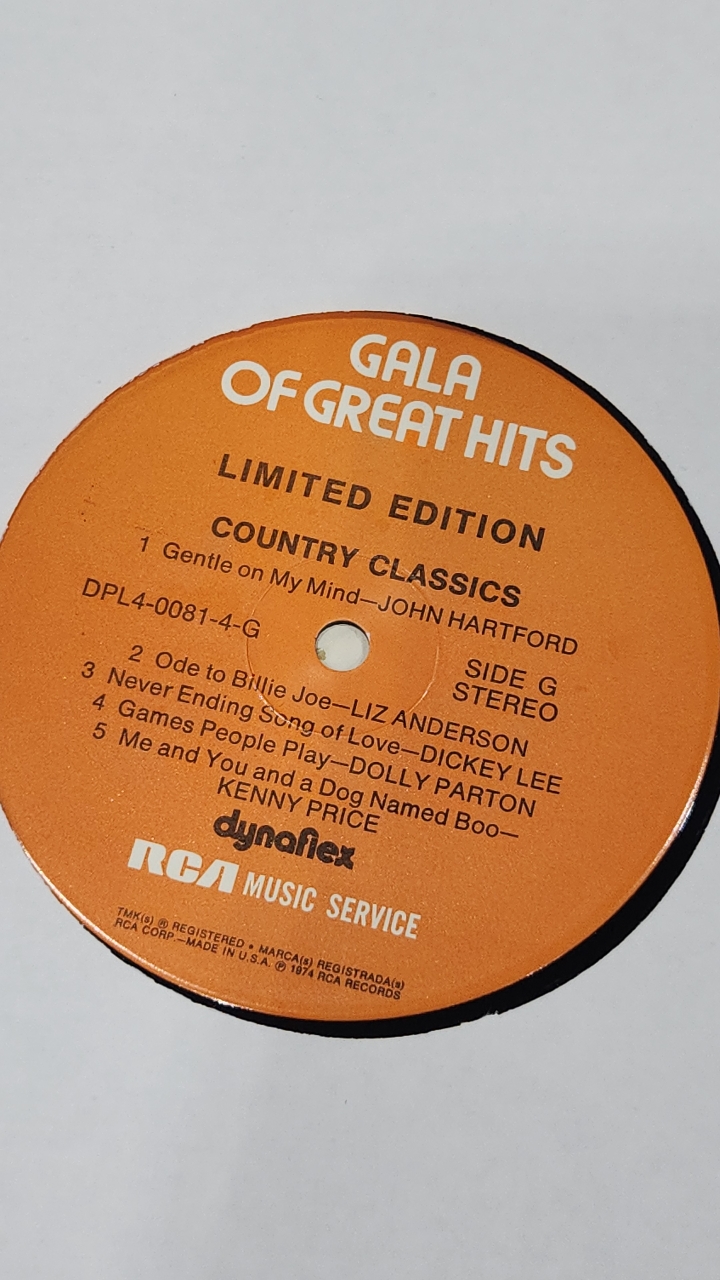 GALA
OF GREAT HITS
LIMITED EDITION
COUNTRY CLASSICS
1 Gentle on My Mind—JOHN HARTFORD
DPL4-0081-4-G
SIDE G
STEREO
2 Ode to Billie Joe—LIZ ANDERSON
3 Never Ending Song of Love—DICKEY LEE
4 Games People Play—DOLLY PARTON
5 Me and You and a Dog Named Boo—
KENNY PRICE
dynaflex
RCA MUSIC SERVICE
TMK(s) ® REGISTERED • MARCA(s) REGISTRADA(s)
RCA CORP.—MADE IN U.S.A. ℗ 1974 RCA RECORDS